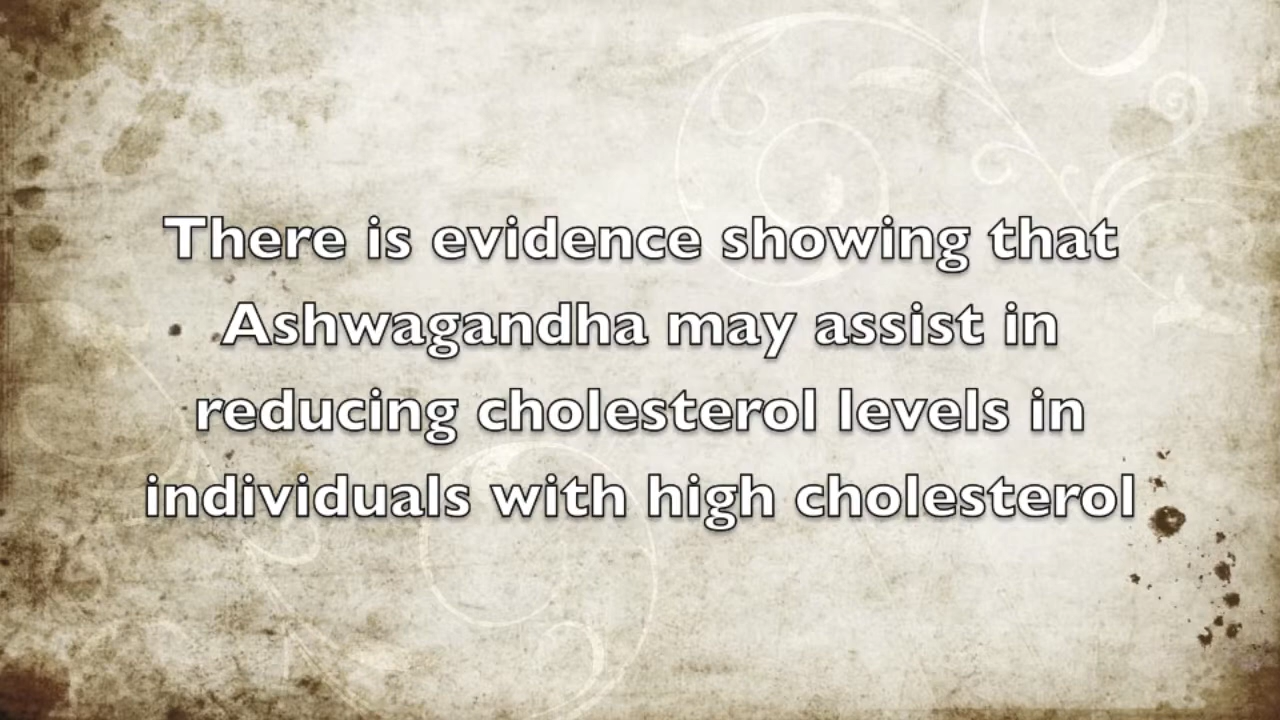 There is evidence showing that
Ashwagandha may assist in
reducing cholesterol levels in
individuals with high cholesterol